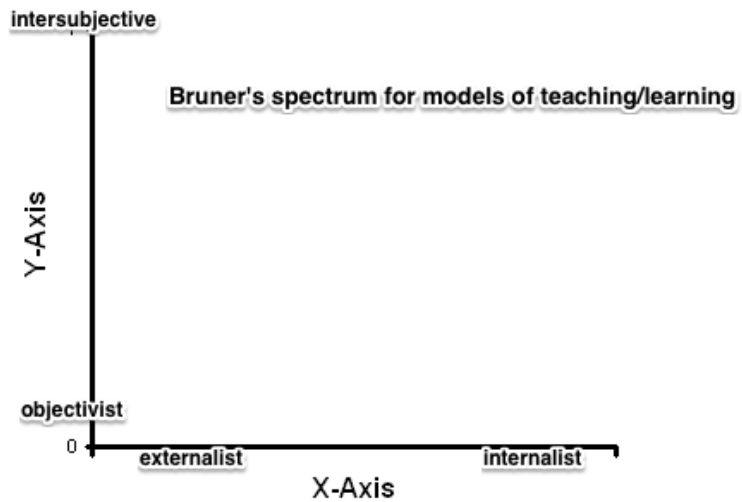 intersubjective
Bruner's spectrum for models of teaching/learning
Y-Axis
objectivist
0
externalist
internalist
X-Axis